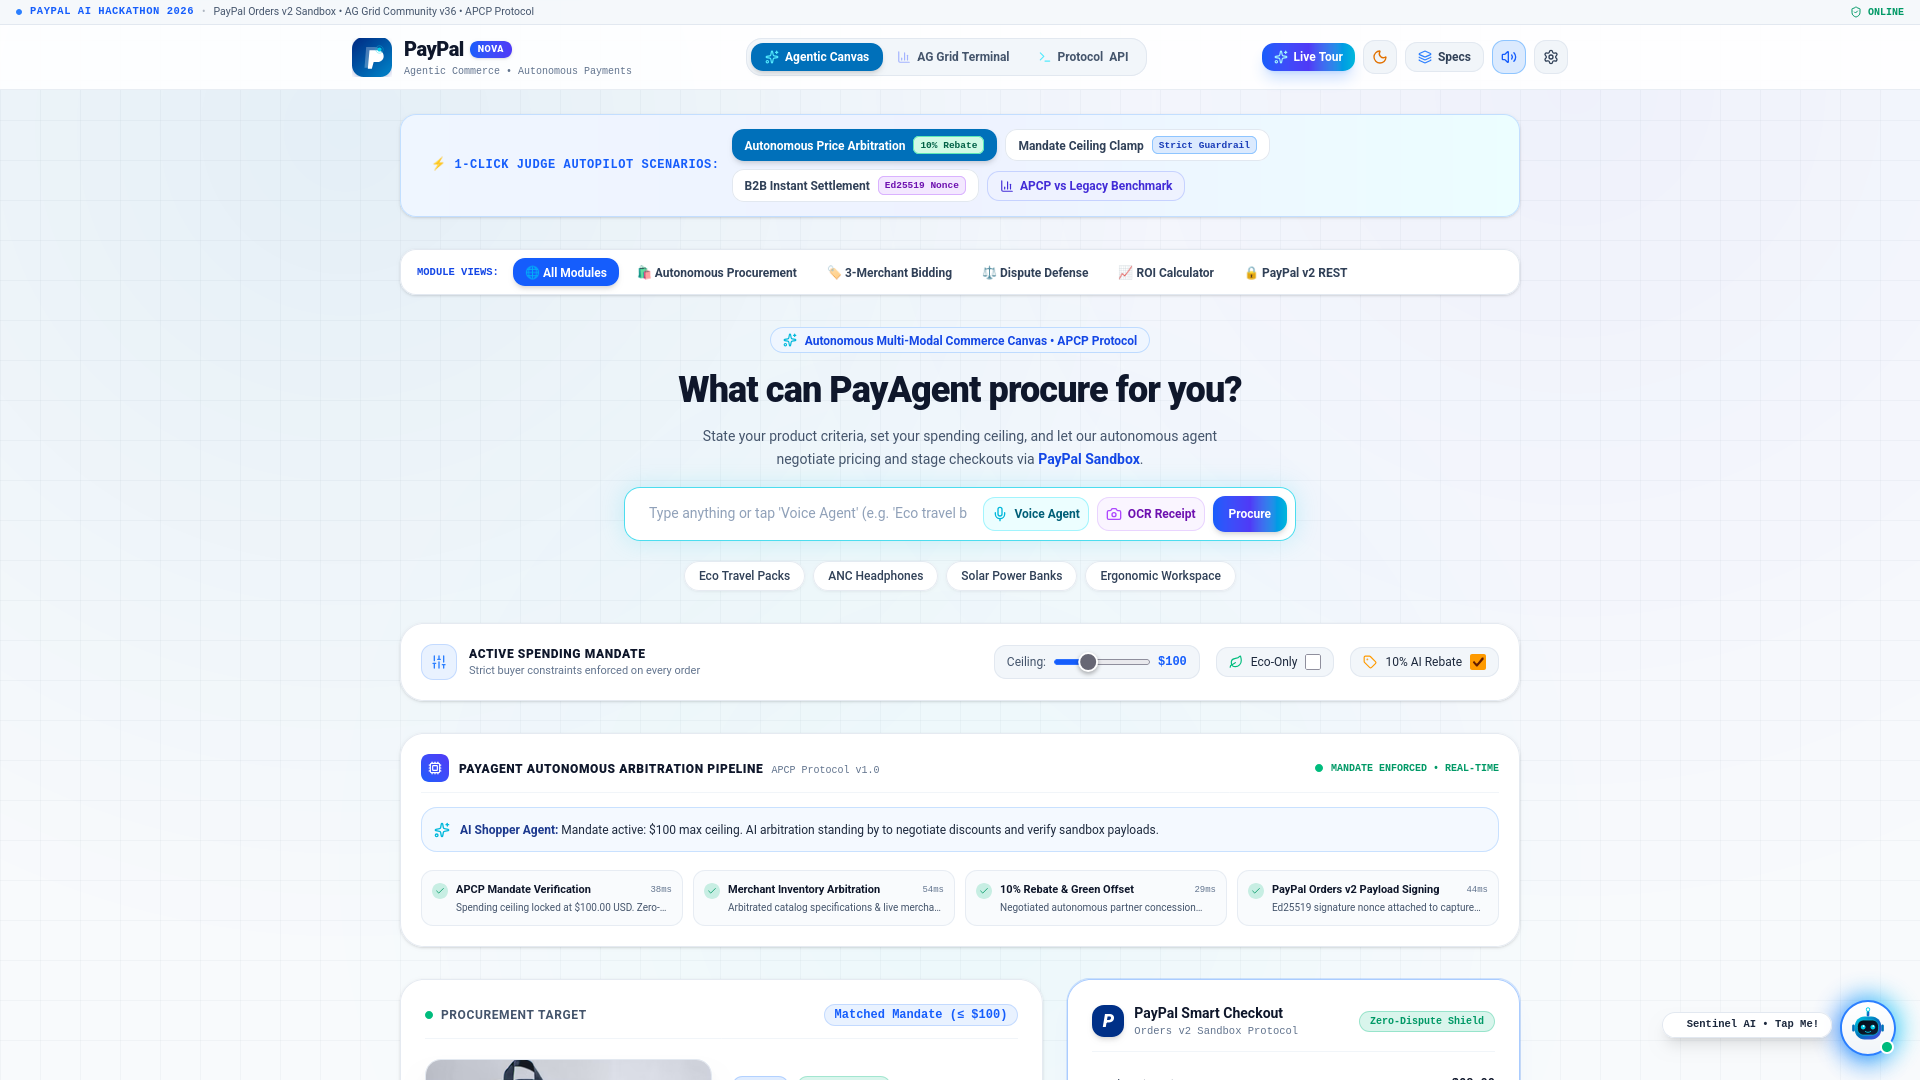 PAYPAL AI HACKATHON 2026 • PayPal Orders v2 Sandbox • AG Grid Community v36 • APCP Protocol
ONLINE
PayPal NOVA
Agentic Commerce • Autonomous Payments
Agentic Canvas
AG Grid Terminal
Protocol API
Live Tour
Specs
⚡ 1-CLICK JUDGE AUTOPILOT SCENARIOS:
Autonomous Price Arbitration 10% Rebate
Mandate Ceiling Clamp Strict Guardrail
B2B Instant Settlement Ed25519 Nonce
APCP vs Legacy Benchmark
MODULE VIEWS:
All Modules
Autonomous Procurement
3-Merchant Bidding
Dispute Defense
ROI Calculator
PayPal v2 REST
Autonomous Multi-Modal Commerce Canvas • APCP Protocol
What can PayAgent procure for you?
State your product criteria, set your spending ceiling, and let our autonomous agent
negotiate pricing and stage checkouts via PayPal Sandbox.
Type anything or tap 'Voice Agent' (e.g. 'Eco travel b
Voice Agent
OCR Receipt
Procure
Eco Travel Packs
ANC Headphones
Solar Power Banks
Ergonomic Workspace
ACTIVE SPENDING MANDATE
Strict buyer constraints enforced on every order
Ceiling: $100
Eco-Only
10% AI Rebate
PAYAGENT AUTONOMOUS ARBITRATION PIPELINE APCP Protocol v1.0
MANDATE ENFORCED • REAL-TIME
AI Shopper Agent: Mandate active: $100 max ceiling. AI arbitration standing by to negotiate discounts and verify sandbox payloads.
APCP Mandate Verification 38ms
Spending ceiling locked at $100.00 USD. Zero-...
Merchant Inventory Arbitration 54ms
Arbitrated catalog specifications & live mercha...
10% Rebate & Green Offset 29ms
Negotiated autonomous partner concession...
PayPal Orders v2 Payload Signing 44ms
Ed25519 signature nonce attached to capture...
PROCUREMENT TARGET
Matched Mandate (≤ $100)
PayPal Smart Checkout
Orders v2 Sandbox Protocol
Zero-Dispute Shield
Sentinel AI • Tap Me!